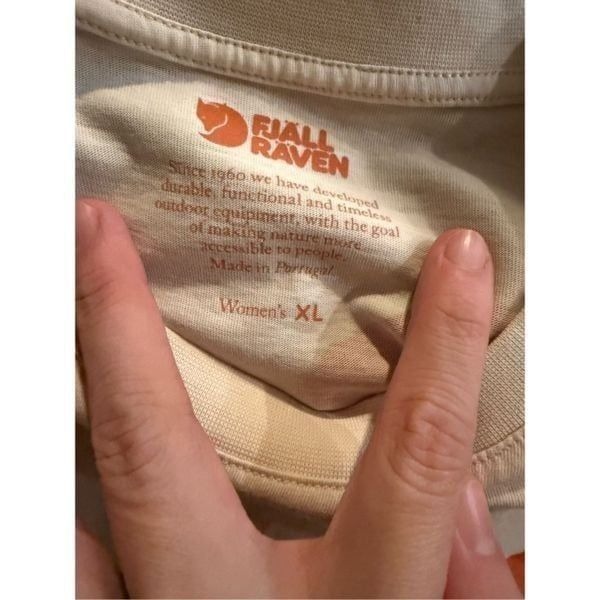 FJÄLL
RÄVEN
Since 1960 we have developed
durable, functional and timeless
outdoor equipment, with the goal
of making nature more
accessible to people.
Made in Portugal
Women's XL